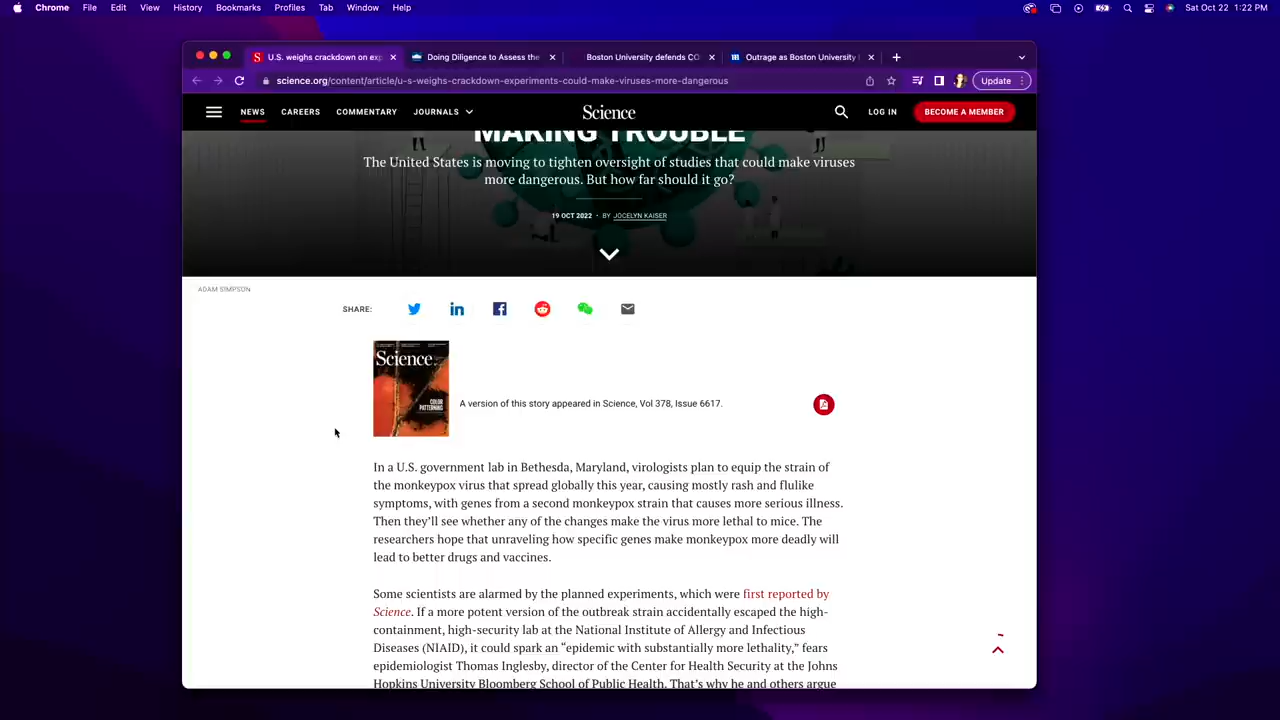 Chrome File Edit View History Bookmarks Profiles Tab Window Help Sat Oct 22 1:22 PM
U.S. weighs crackdown on exp Doing Diligence to Assess the Boston University defends CO Outrage as Boston University
science.org/content/article/u-s-weighs-crackdown-experiments-could-make-viruses-more-dangerous Update
NEWS CAREERS COMMENTARY JOURNALS Science LOG IN BECOME A MEMBER
MAKING TROUBLE
The United States is moving to tighten oversight of studies that could make viruses
more dangerous. But how far should it go?
19 OCT 2022 · BY JOCELYN KAISER
ADAM SIMPSON
SHARE:
Science
COLOR
PATTERNING
A version of this story appeared in Science, Vol 378, Issue 6617.
In a U.S. government lab in Bethesda, Maryland, virologists plan to equip the strain of
the monkeypox virus that spread globally this year, causing mostly rash and flulike
symptoms, with genes from a second monkeypox strain that causes more serious illness.
Then they'll see whether any of the changes make the virus more lethal to mice. The
researchers hope that unraveling how specific genes make monkeypox more deadly will
lead to better drugs and vaccines.
Some scientists are alarmed by the planned experiments, which were first reported by
Science. If a more potent version of the outbreak strain accidentally escaped the high-
containment, high-security lab at the National Institute of Allergy and Infectious
Diseases (NIAID), it could spark an “epidemic with substantially more lethality,” fears
epidemiologist Thomas Inglesby, director of the Center for Health Security at the Johns
Hopkins University Bloomberg School of Public Health. That's why he and others argue